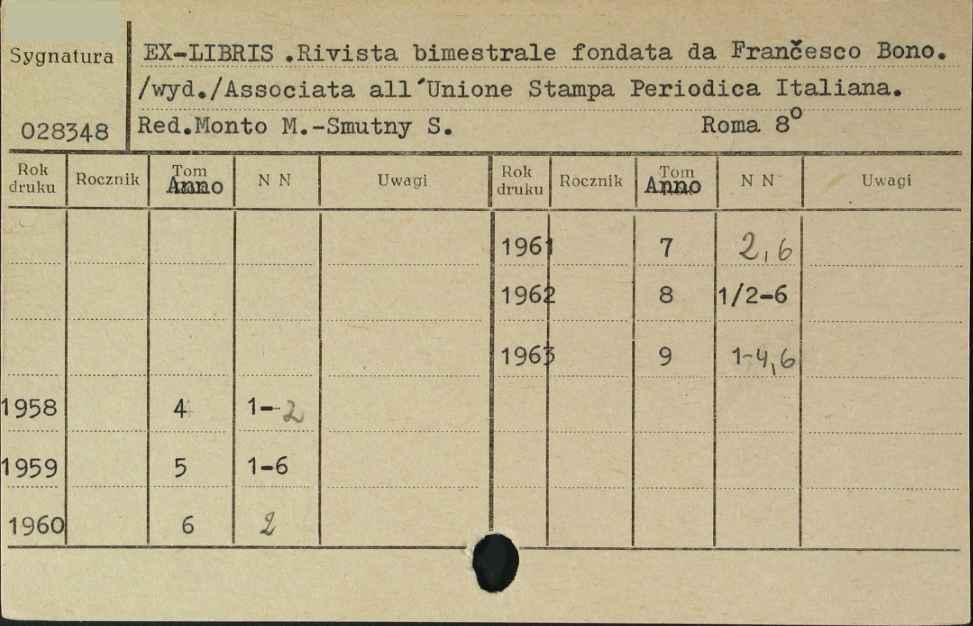 Sygnatura
028348
EX-LIBRIS .Rivista bimestrale fondata da Frančesco Bono.
/wyd./Associata all´Unione Stampa Periodica Italiana.
Red.Monto M.-Smutny S. Roma 8º
Rok druku Rocznik Tom Anno N N Uwagi Rok druku Rocznik Tom Anno N N Uwagi
1961 7 2,6
1962 8 1/2-6
1963 9 1-4,6
1958 4 1-2
1959 5 1-6
1960 6 2